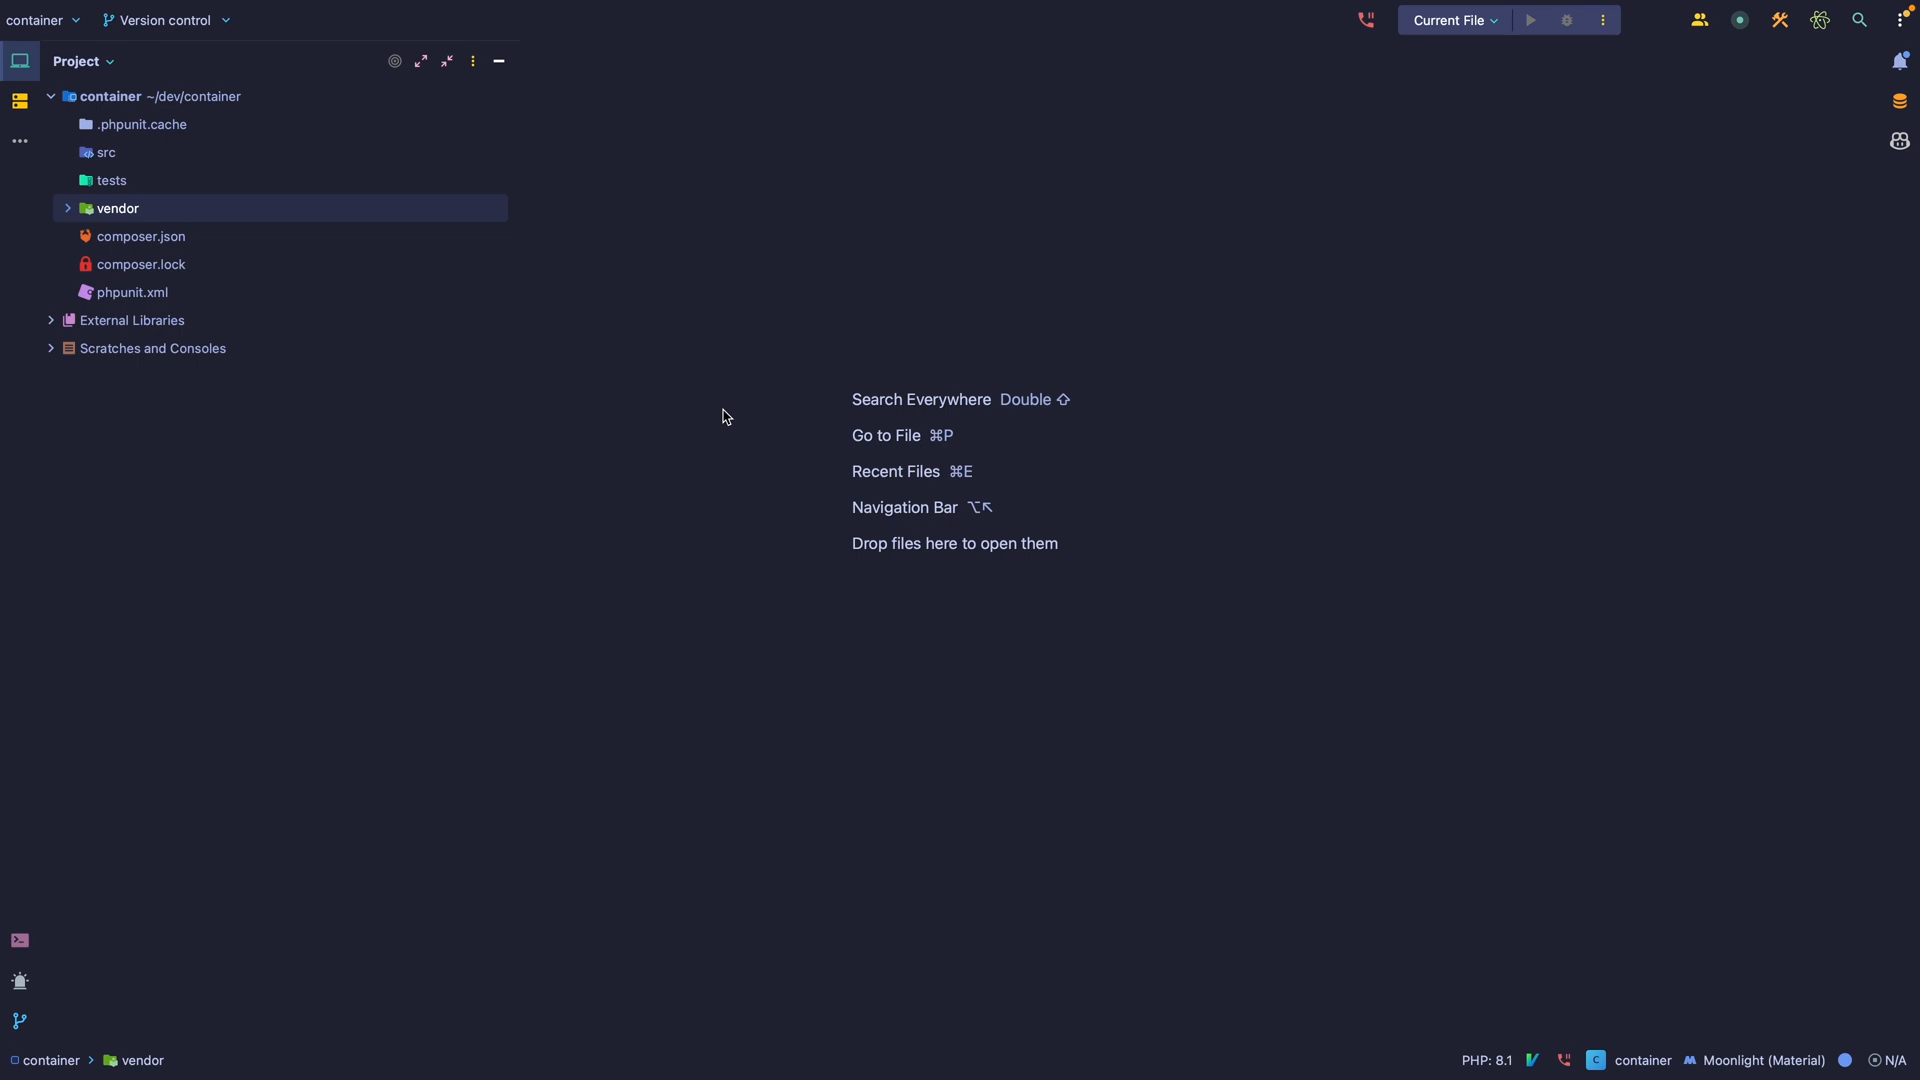 container
Version control
Current File
Project
container ~/dev/container
.phpunit.cache
src
tests
vendor
composer.json
composer.lock
phpunit.xml
External Libraries
Scratches and Consoles
Search Everywhere Double ⇧
Go to File ⌘P
Recent Files ⌘E
Navigation Bar ⌥↖
Drop files here to open them
container > vendor
PHP: 8.1
C
container
Moonlight (Material)
N/A